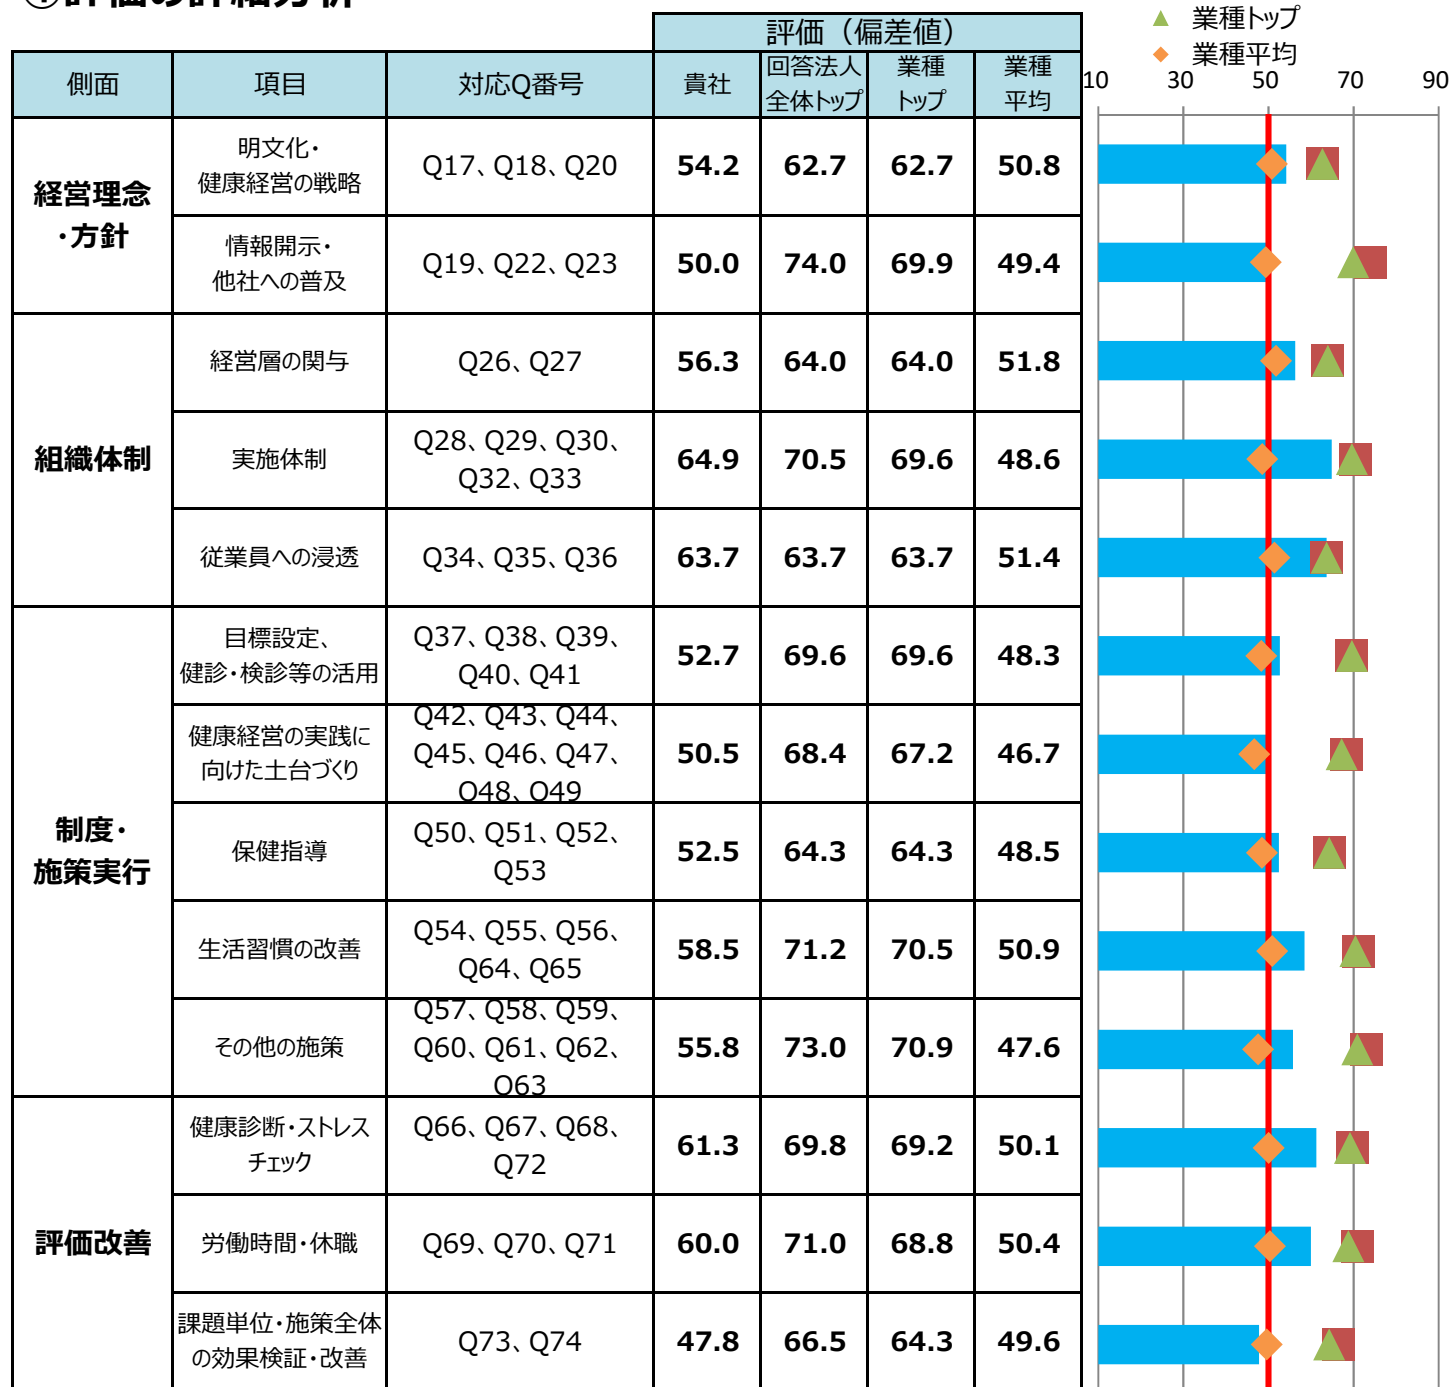 ①評価の詳細分析
業種トップ
業種平均
評価（偏差値）
側面 項目 対応Q番号 貴社 回答法人 全体トップ 業種 トップ 業種 平均
10 30 50 70 90
経営理念
・方針
明文化・
健康経営の戦略
Q17、Q18、Q20
54.2 62.7 62.7 50.8
情報開示・
他社への普及
Q19、Q22、Q23
50.0 74.0 69.9 49.4
組織体制
経営層の関与
Q26、Q27
56.3 64.0 64.0 51.8
実施体制
Q28、Q29、Q30、
Q32、Q33
64.9 70.5 69.6 48.6
従業員への浸透
Q34、Q35、Q36
63.7 63.7 63.7 51.4
制度・
施策実行
目標設定、
健診・検診等の活用
Q37、Q38、Q39、
Q40、Q41
52.7 69.6 69.6 48.3
健康経営の実践に
向けた土台づくり
Q42、Q43、Q44、
Q45、Q46、Q47、
Q48、Q49
50.5 68.4 67.2 46.7
保健指導
Q50、Q51、Q52、
Q53
52.5 64.3 64.3 48.5
生活習慣の改善
Q54、Q55、Q56、
Q64、Q65
58.5 71.2 70.5 50.9
その他の施策
Q57、Q58、Q59、
Q60、Q61、Q62、
Q63
55.8 73.0 70.9 47.6
評価改善
健康診断・ストレス
チェック
Q66、Q67、Q68、
Q72
61.3 69.8 69.2 50.1
労働時間・休職
Q69、Q70、Q71
60.0 71.0 68.8 50.4
課題単位・施策全体
の効果検証・改善
Q73、Q74
47.8 66.5 64.3 49.6